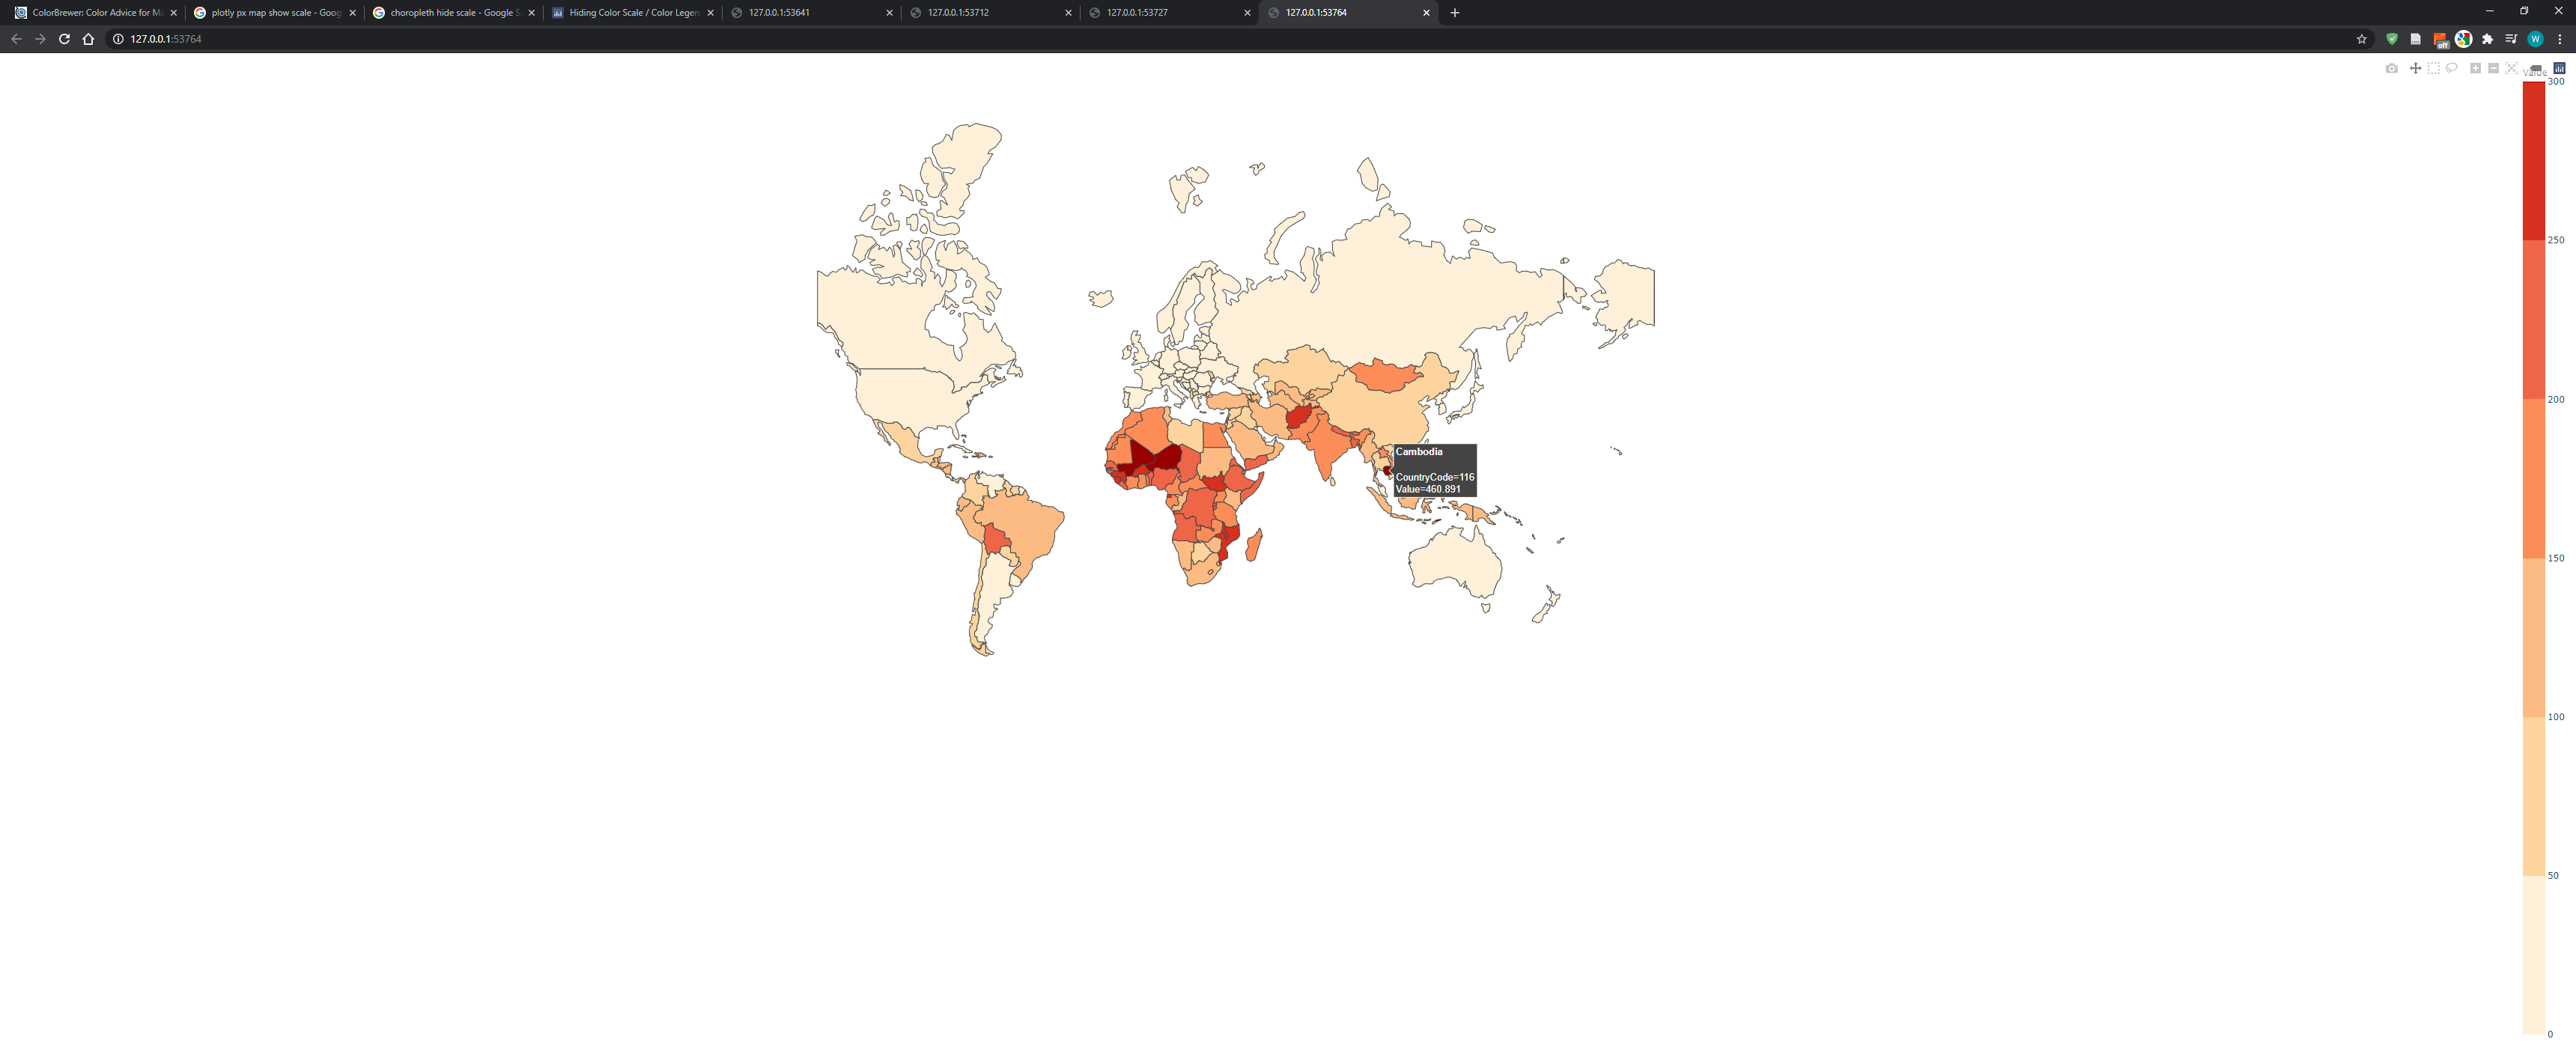 ColorBrewer: Color Advice for Ma
plotly px map show scale - Goog
choropleth hide scale - Google S
Hiding Color Scale / Color Legen
127.0.0.1:53641
127.0.0.1:53712
127.0.0.1:53727
127.0.0.1:53764
127.0.0.1:53764
off
W
Value
300
250
200
150
100
50
0
Cambodia
CountryCode=116
Value=460.891